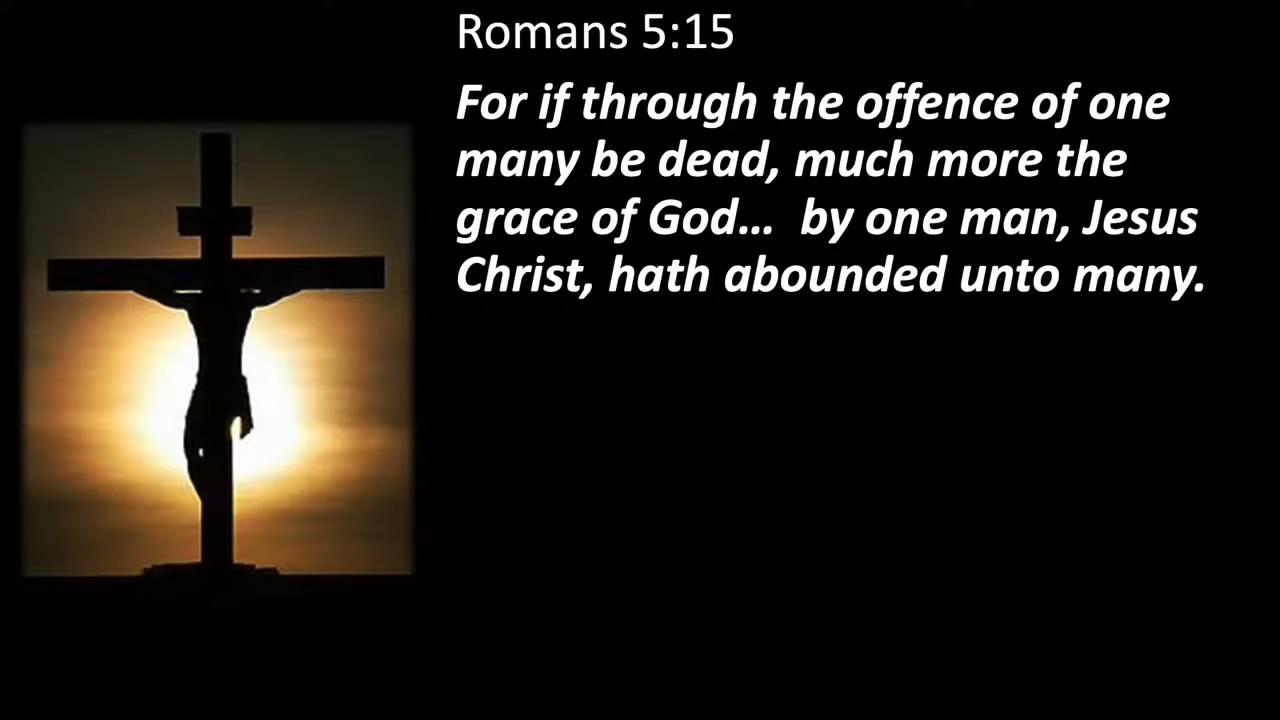 Romans 5:15
For if through the offence of one
many be dead, much more the
grace of God...  by one man, Jesus
Christ, hath abounded unto many.